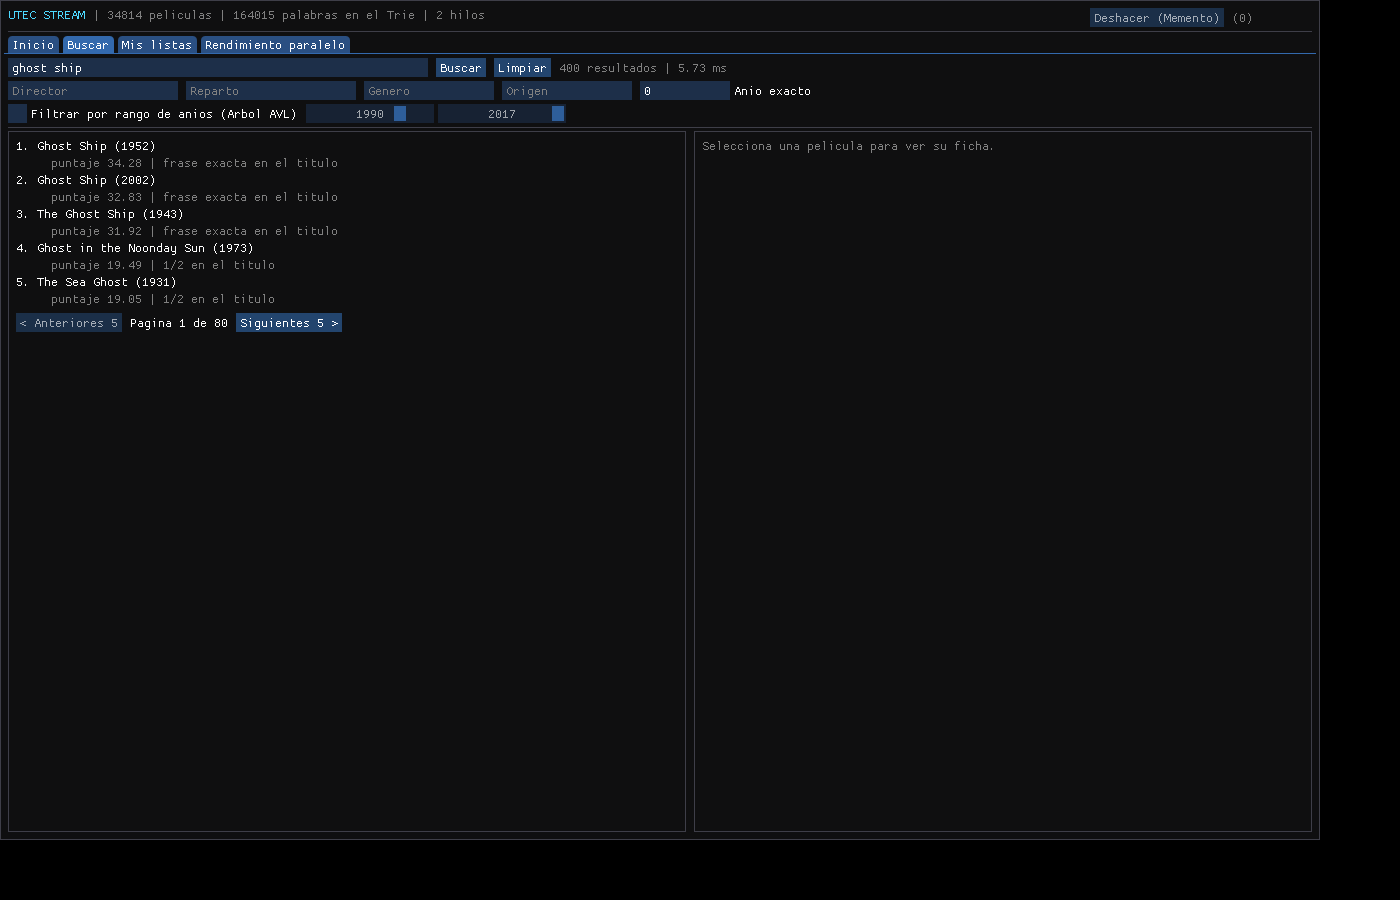 UTEC STREAM | 34814 peliculas | 164015 palabras en el Trie | 2 hilos
Deshacer (Memento) (0)
Inicio Buscar Mis listas Rendimiento paralelo
ghost ship Buscar Limpiar 400 resultados | 5.73 ms
Director Reparto Genero Origen 0 Anio exacto
Filtrar por rango de anios (Arbol AVL) 1990 2017
1. Ghost Ship (1952)
puntaje 34.28 | frase exacta en el titulo
2. Ghost Ship (2002)
puntaje 32.83 | frase exacta en el titulo
3. The Ghost Ship (1943)
puntaje 31.92 | frase exacta en el titulo
4. Ghost in the Noonday Sun (1973)
puntaje 19.49 | 1/2 en el titulo
5. The Sea Ghost (1931)
puntaje 19.05 | 1/2 en el titulo
< Anteriores 5 Pagina 1 de 80 Siguientes 5 >
Selecciona una pelicula para ver su ficha.